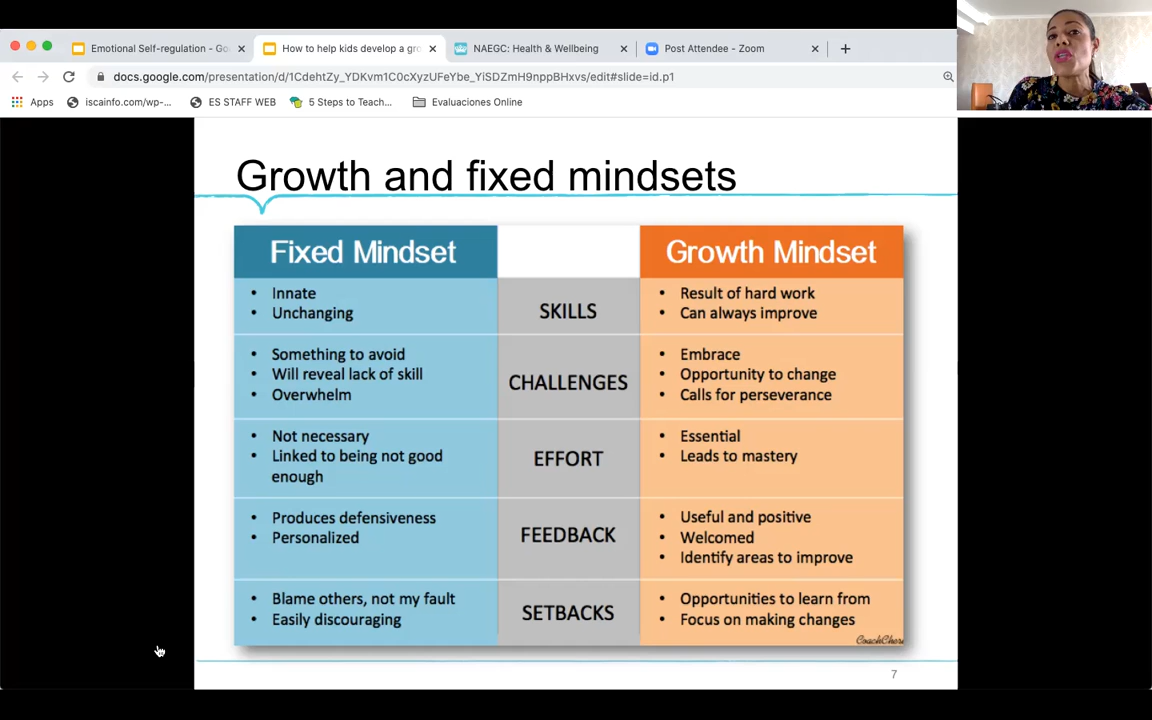 Emotional Self-regulation - Go
How to help kids develop a gr
NAEGC: Health & Wellbeing
Post Attendee - Zoom
docs.google.com/presentation/d/1CdehtZy_YDKvm1C0cXyzUFeYbe_YiSDZmH9nppBHxvs/edit#slide=id.p1
Apps
iscainfo.com/wp-...
ES STAFF WEB
5 Steps to Teach...
Evaluaciones Online
Growth and fixed mindsets
Fixed Mindset
Growth Mindset
• Innate
• Unchanging
SKILLS
• Result of hard work
• Can always improve
• Something to avoid
• Will reveal lack of skill
• Overwhelm
CHALLENGES
• Embrace
• Opportunity to change
• Calls for perseverance
• Not necessary
• Linked to being not good
enough
EFFORT
• Essential
• Leads to mastery
• Produces defensiveness
• Personalized
FEEDBACK
• Useful and positive
• Welcomed
• Identify areas to improve
• Blame others, not my fault
• Easily discouraging
SETBACKS
• Opportunities to learn from
• Focus on making changes
CoachCheri
7